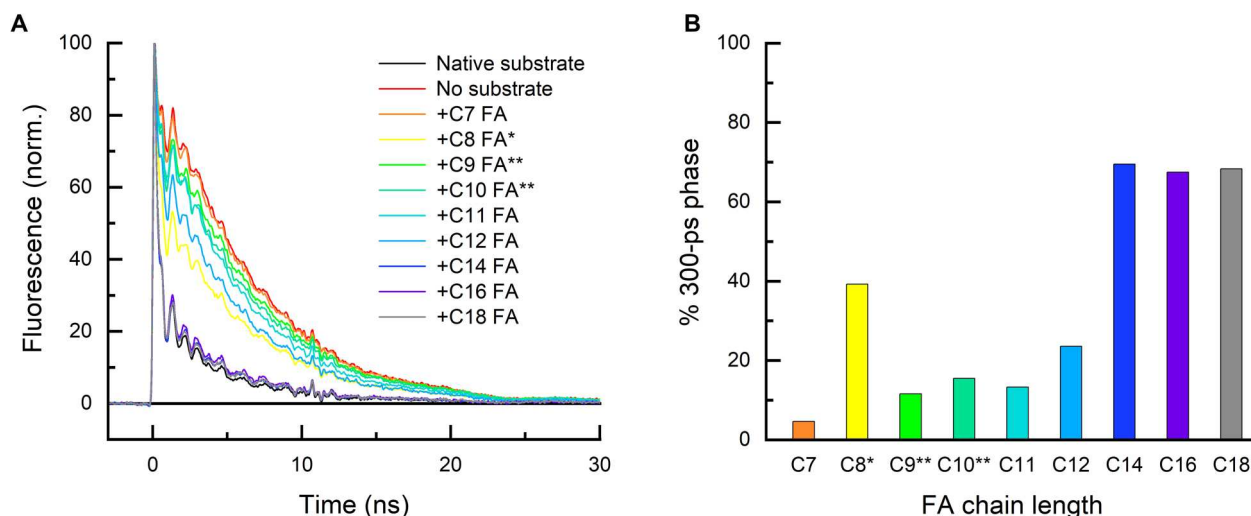 A
Fluorescence (norm.)
100
80
60
40
20
0
0
10
20
30
Time (ns)
Native substrate
No substrate
+C7 FA
+C8 FA*
+C9 FA**
+C10 FA**
+C11 FA
+C12 FA
+C14 FA
+C16 FA
+C18 FA
B
% 300-ps phase
100
80
60
40
20
0
C7 C8* C9** C10** C11 C12 C14 C16 C18
FA chain length